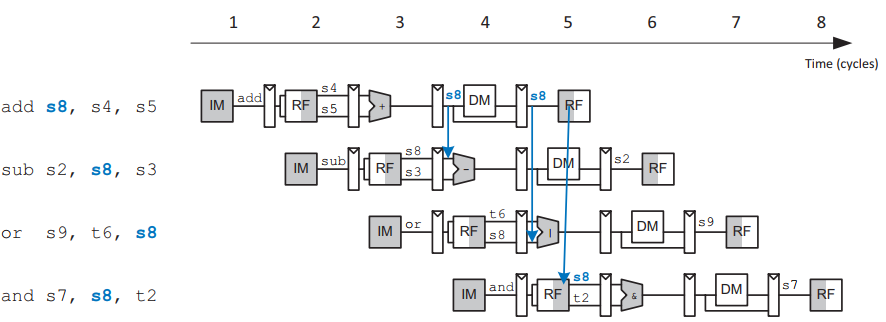 1 2 3 4 5 6 7 8
Time (cycles)
add s8, s4, s5
IM add RF s4 s5 + s8 DM s8 RF
sub s2, s8, s3
IM sub RF s8 s3 - DM s2 RF
or s9, t6, s8
IM or RF t6 s8 | DM s9 RF
and s7, s8, t2
IM and RF s8 t2 & DM s7 RF